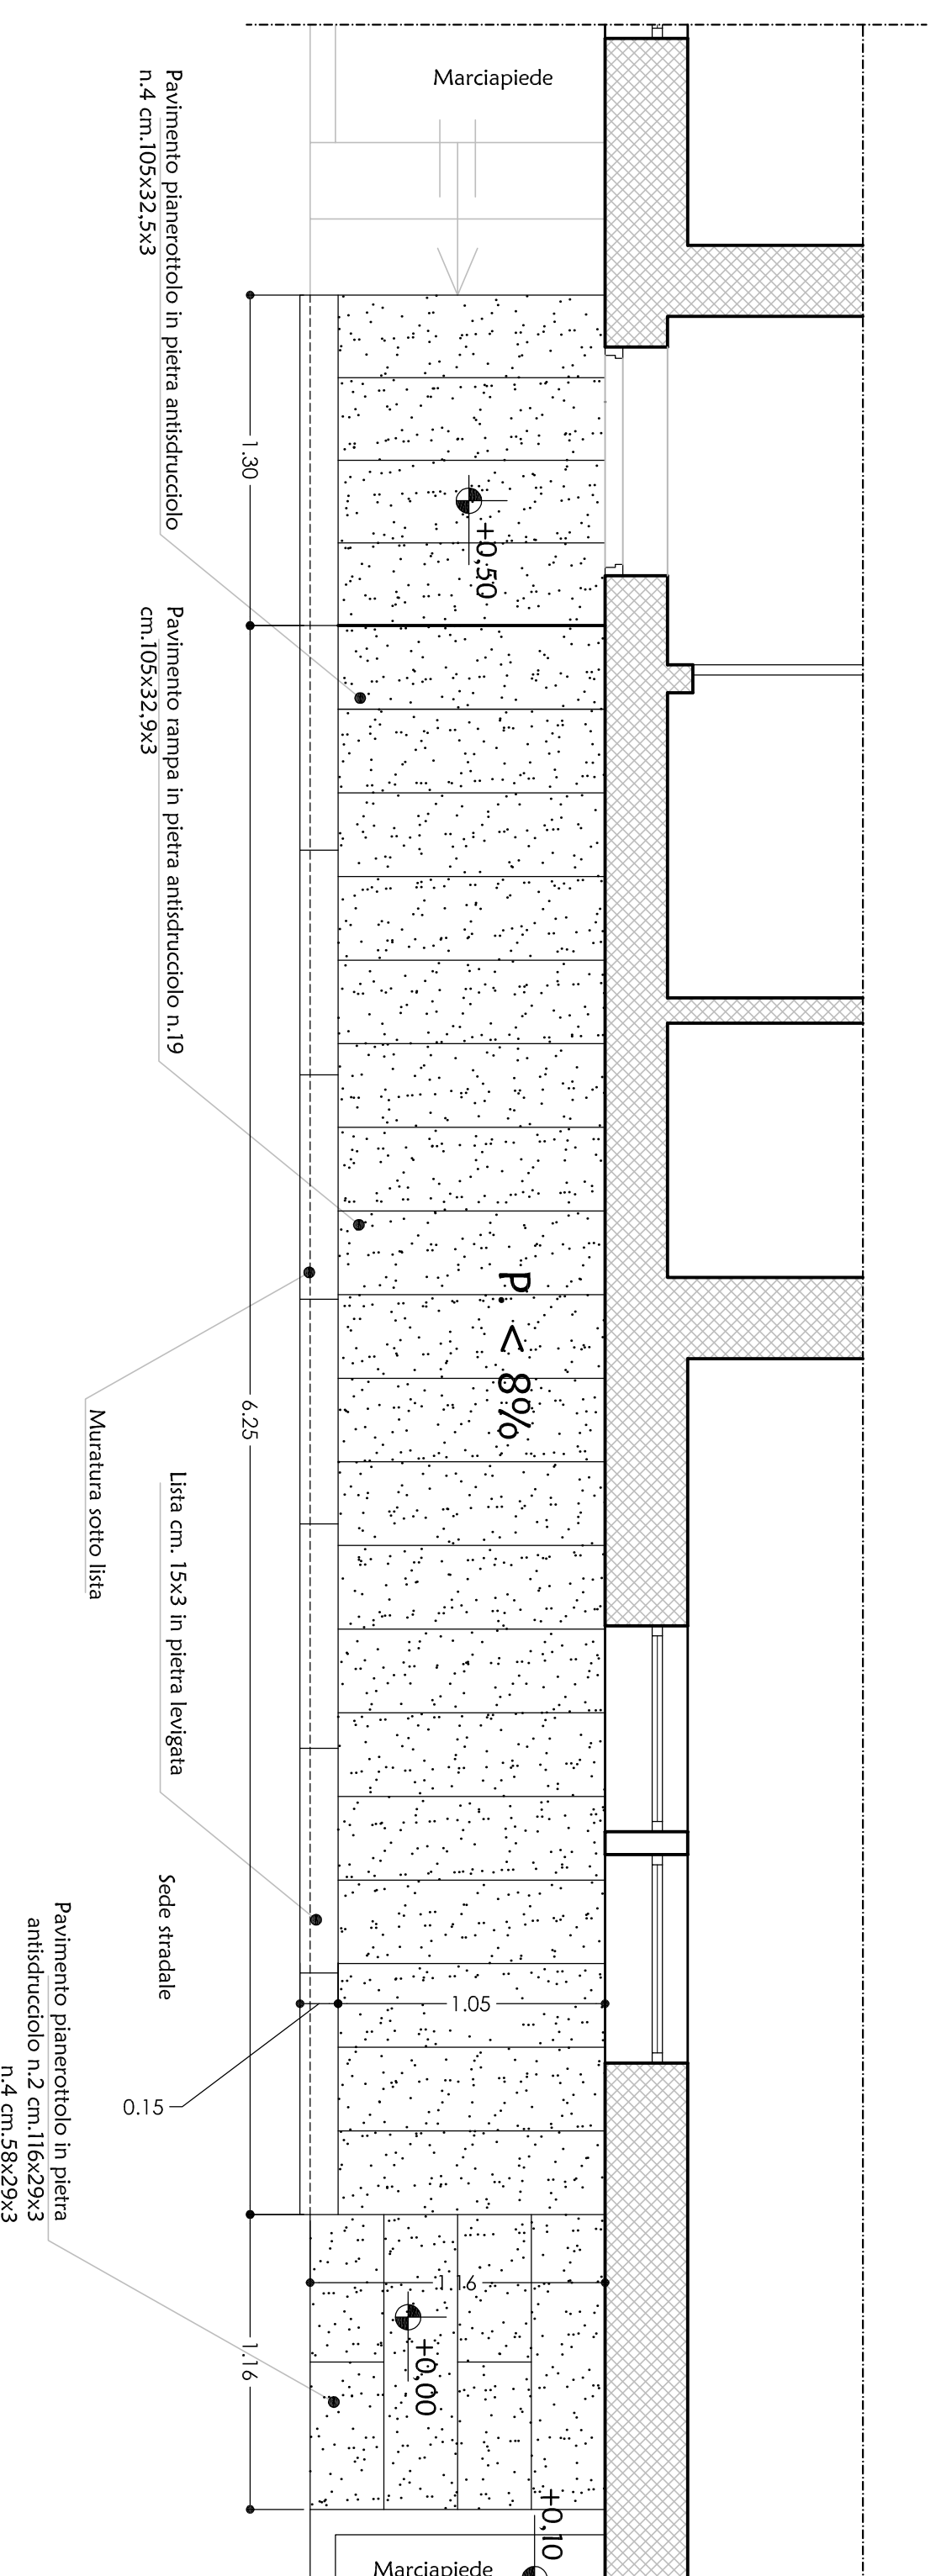 Marciapiede
Pavimento pianerottolo in pietra antisdrucciolo
n.4 cm.105x32,5x3
1.30
+0,50
Pavimento rampa in pietra antisdrucciolo n.19
cm.105x32,9x3
P. < 8%
6.25
Muratura sotto lista
Lista cm. 15x3 in pietra levigata
Sede stradale
1.05
0.15
Pavimento pianerottolo in pietra
antisdrucciolo n.2 cm.116x29x3
n.4 cm.58x29x3
1.16
+0,00
1.16
+0,10
Marciapiede